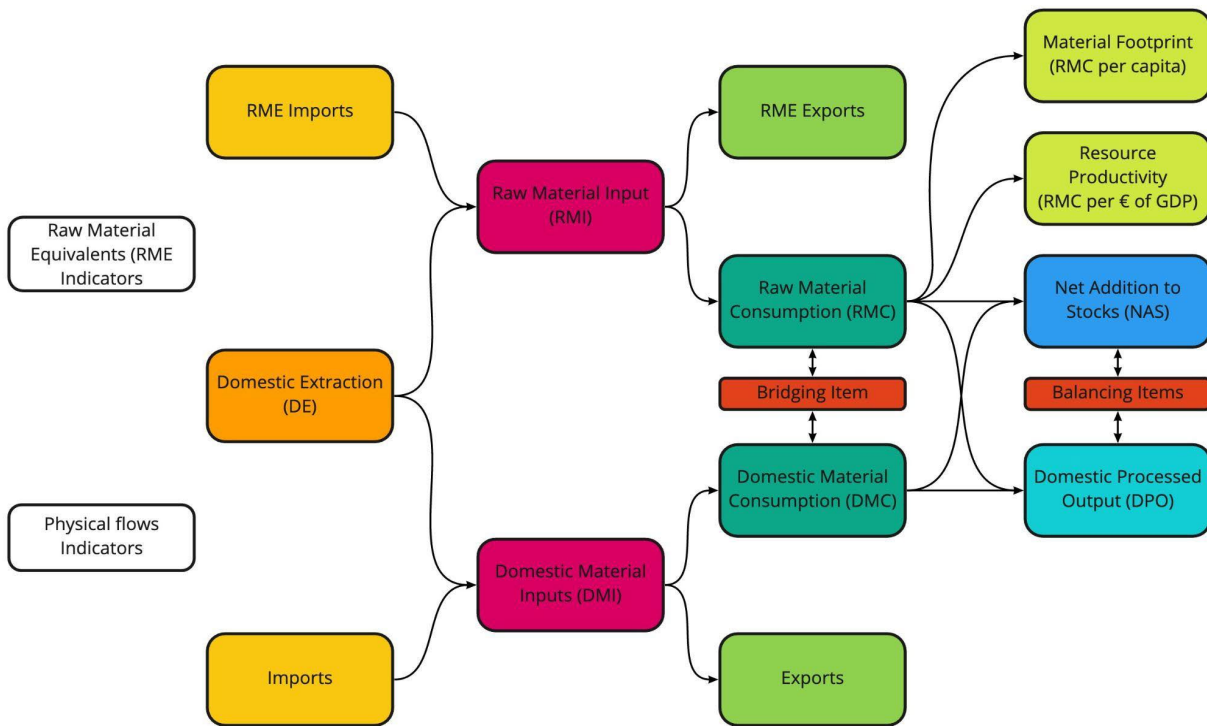 Material Footprint
(RMC per capita)
RME Imports
RME Exports
Resource
Productivity
(RMC per € of GDP)
Raw Material Input
(RMI)
Raw Material
Equivalents (RME
Indicators
Raw Material
Consumption (RMC)
Net Addition to
Stocks (NAS)
Domestic Extraction
(DE)
Bridging Item
Balancing Items
Domestic Material
Consumption (DMC)
Domestic Processed
Output (DPO)
Physical flows
Indicators
Domestic Material
Inputs (DMI)
Imports
Exports